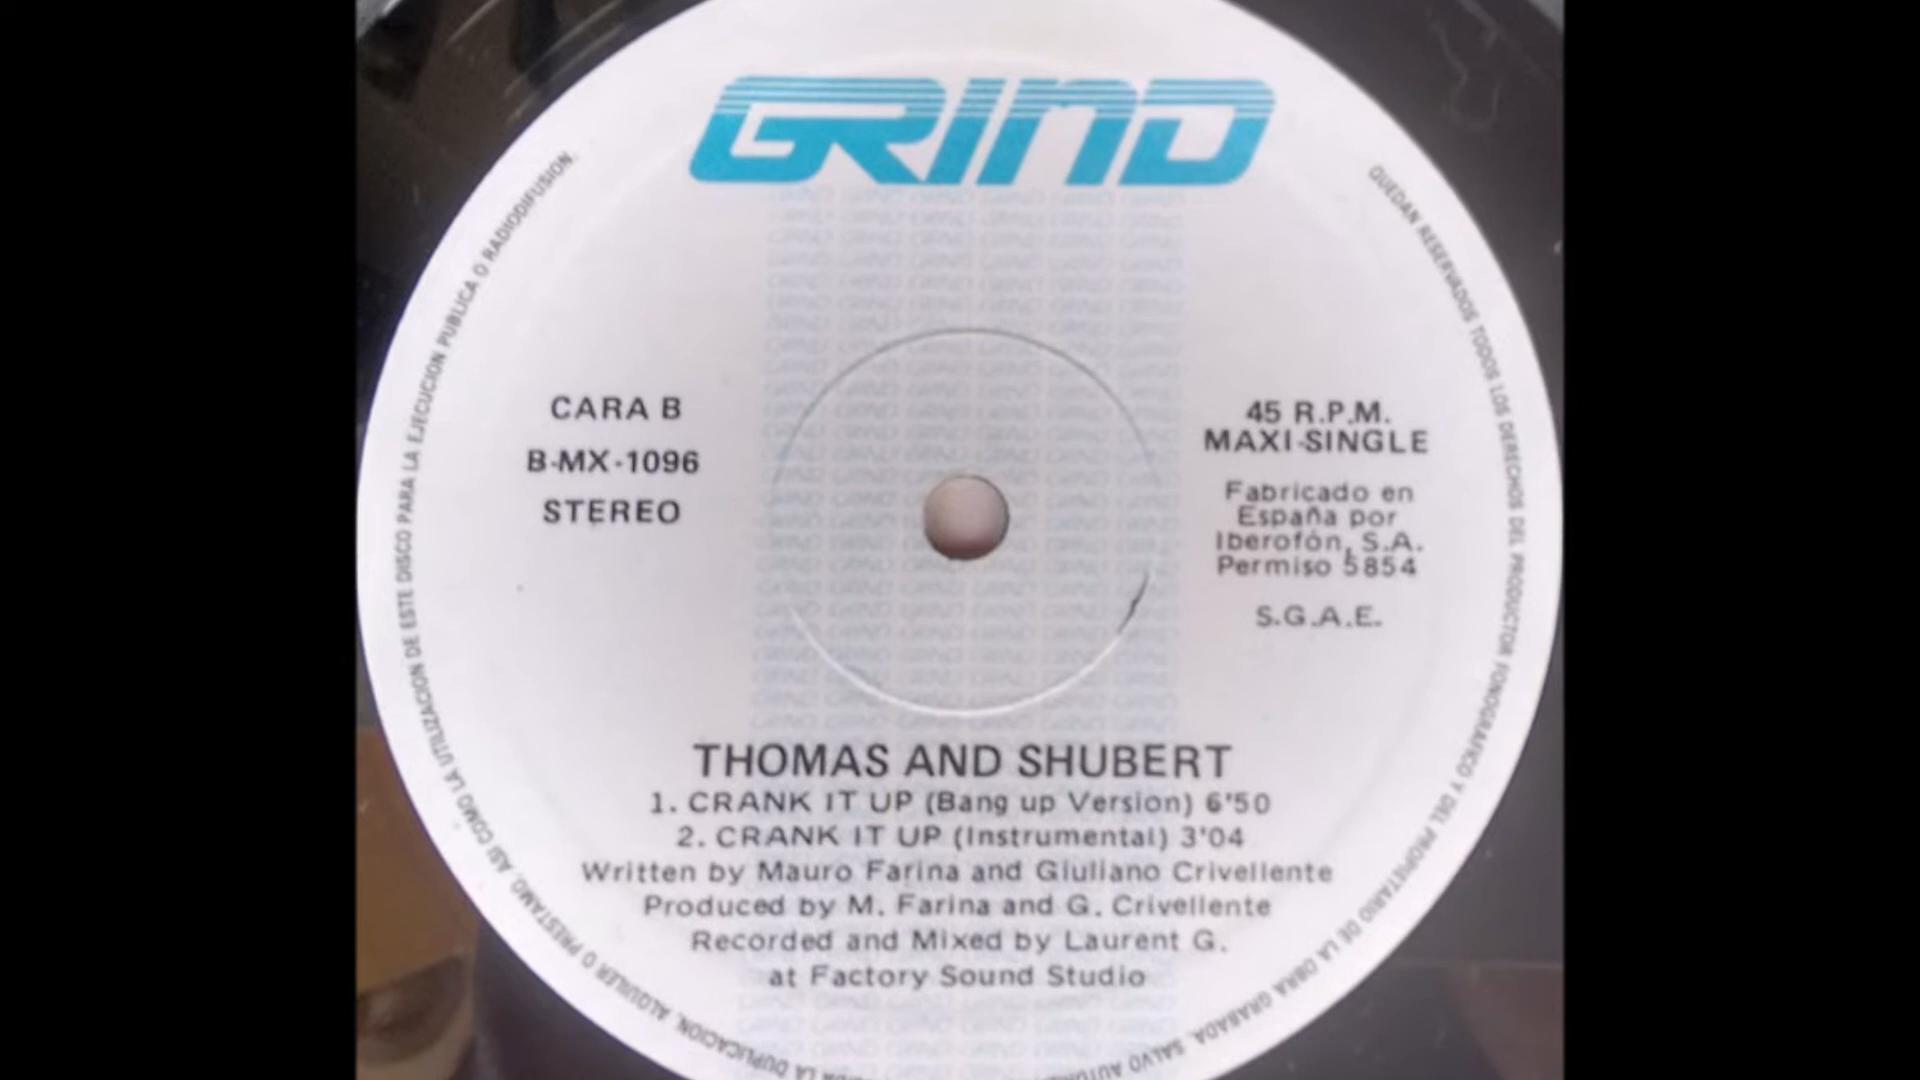 GRIND
CARA B
B-MX-1096
STEREO
45 R.P.M.
MAXI-SINGLE
Fabricado en
España por
Iberofón, S.A.
Permiso 5854
S.G.A.E.
THOMAS AND SHUBERT
1. CRANK IT UP (Bang up Version) 6'50
2. CRANK IT UP (Instrumental) 3'04
Written by Mauro Farina and Giuliano Crivellente
Produced by M. Farina and G. Crivellente
Recorded and Mixed by Laurent G.
at Factory Sound Studio
QUEDAN RESERVADOS TODOS LOS DERECHOS DEL PRODUCTOR FONOGRAFICO Y DEL PROPIETARIO DE LA OBRA GRABADA. SALVO
LA DUPLICACION, ALQUILER O PRESTAMO, ASI COMO LA UTILIZACION DE ESTE DISCO PARA LA EJECUCION PUBLICA O RADIODIFUSION.